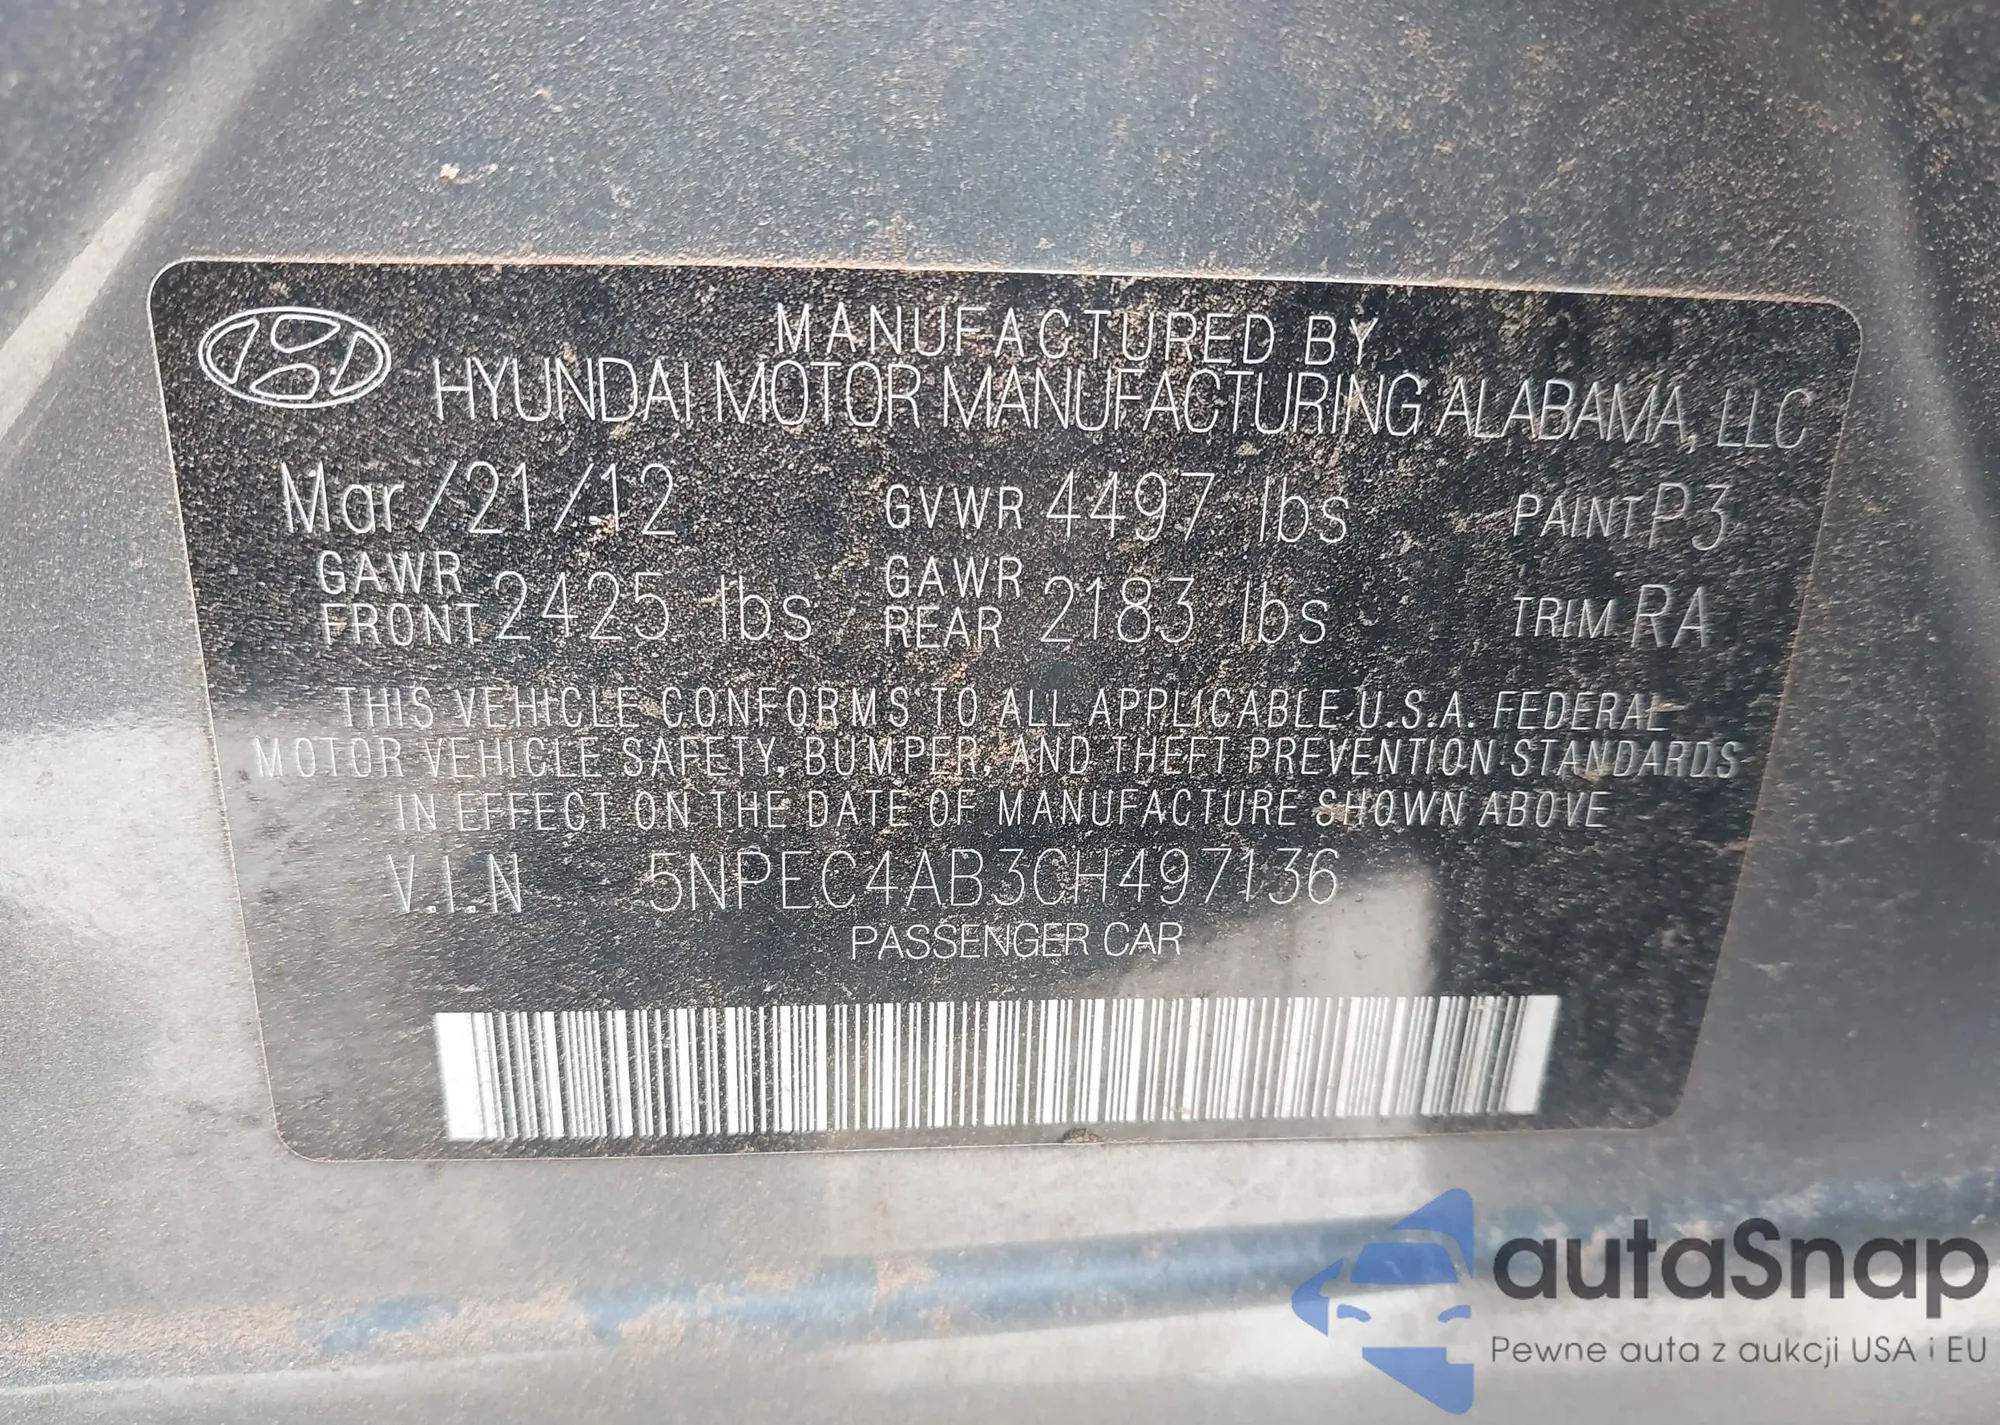 MANUFACTURED BY
HYUNDAI MOTOR MANUFACTURING ALABAMA, LLC
Mar/21/12 GVWR 4497 lbs PAINT P3
GAWR FRONT 2425 lbs GAWR REAR 2183 lbs TRIM RA
THIS VEHICLE CONFORMS TO ALL APPLICABLE U.S.A. FEDERAL
MOTOR VEHICLE SAFETY, BUMPER, AND THEFT PREVENTION STANDARDS
IN EFFECT ON THE DATE OF MANUFACTURE SHOWN ABOVE
V.I.N 5NPEC4AB3CH497136
PASSENGER CAR
autaSnap
Pewne auta z aukcji USA i EU